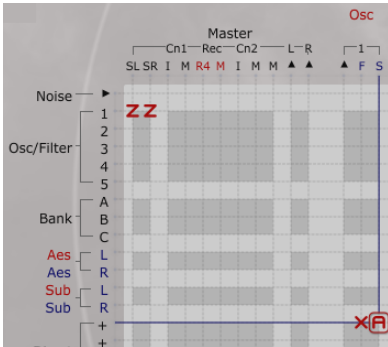 Osc
Master
Cn1 Rec Cn2 L R 1
SL SR I M R4 M I M M ▲ ▲ ▲ F S
Noise ▶
1 Z Z
2
Osc/Filter 3
4
5
A
Bank B
C
Aes L
Aes R
Sub L
Sub R
+ X A
+